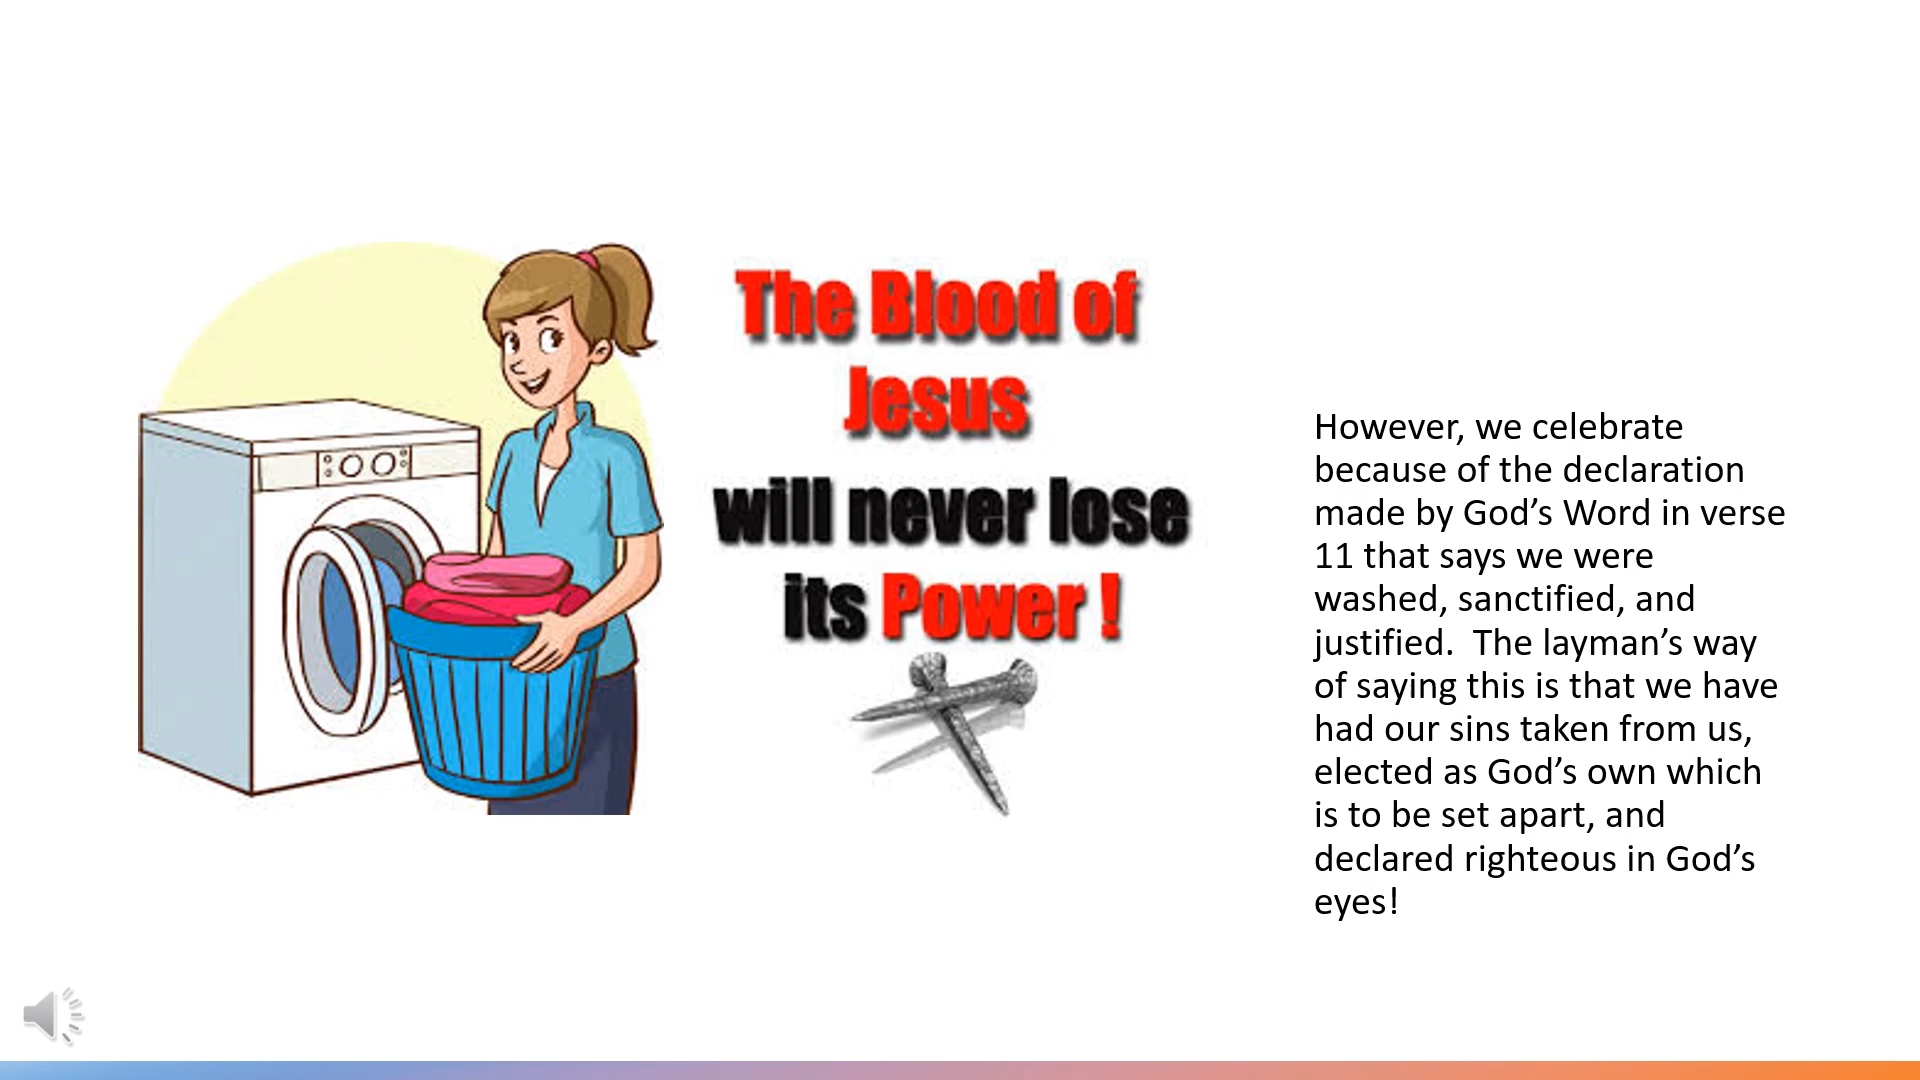 The Blood of
Jesus
will never lose
its Power !
However, we celebrate
because of the declaration
made by God’s Word in verse
11 that says we were
washed, sanctified, and
justified.  The layman’s way
of saying this is that we have
had our sins taken from us,
elected as God’s own which
is to be set apart, and
declared righteous in God’s
eyes!